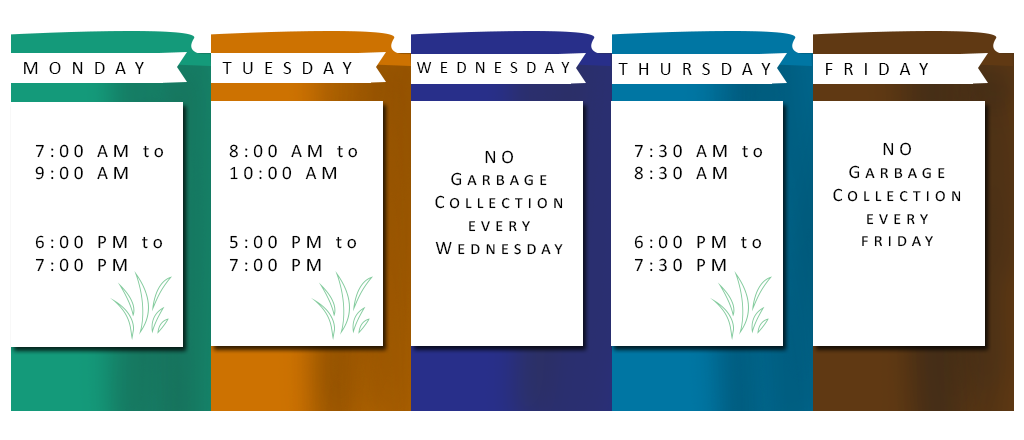 MONDAY
7:00 AM to
9:00 AM
6:00 PM to
7:00 PM
TUESDAY
8:00 AM to
10:00 AM
5:00 PM to
7:00 PM
WEDNESDAY
NO
GARBAGE
COLLECTION
EVERY
WEDNESDAY
THURSDAY
7:30 AM to
8:30 AM
6:00 PM to
7:30 PM
FRIDAY
NO
GARBAGE
COLLECTION
EVERY
FRIDAY